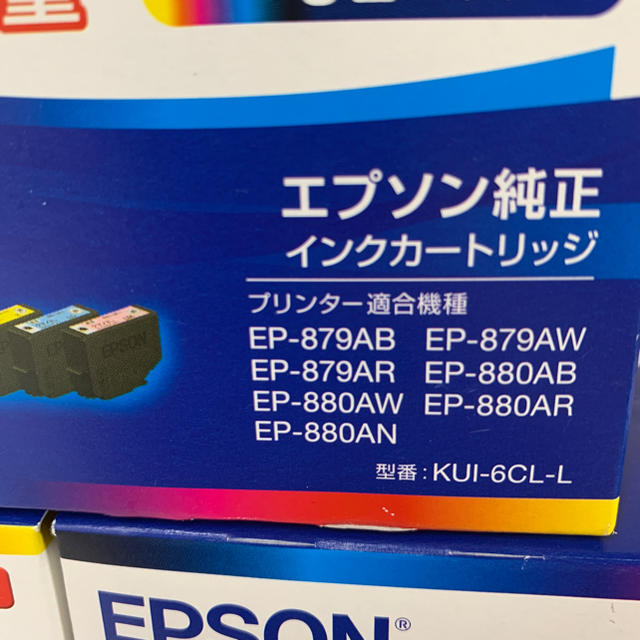 量
エプソン純正
インクカートリッジ
プリンター適合機種
EP-879AB EP-879AW
EP-879AR EP-880AB
EP-880AW EP-880AR
EP-880AN
型番:KUI-6CL-L
EPSON
EPSON®